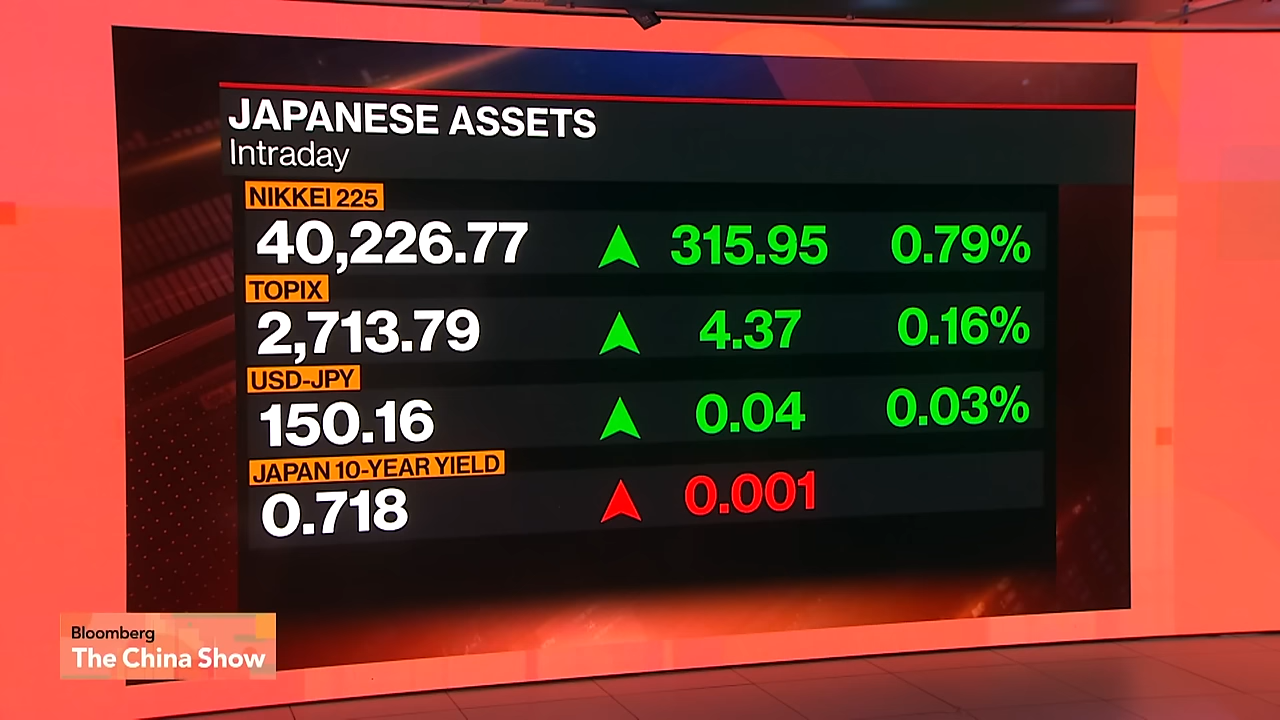 JAPANESE ASSETS
Intraday
NIKKEI 225
40,226.77 ▲ 315.95 0.79%
TOPIX
2,713.79 ▲ 4.37 0.16%
USD-JPY
150.16 ▲ 0.04 0.03%
JAPAN 10-YEAR YIELD
0.718 ▲ 0.001
Bloomberg
The China Show